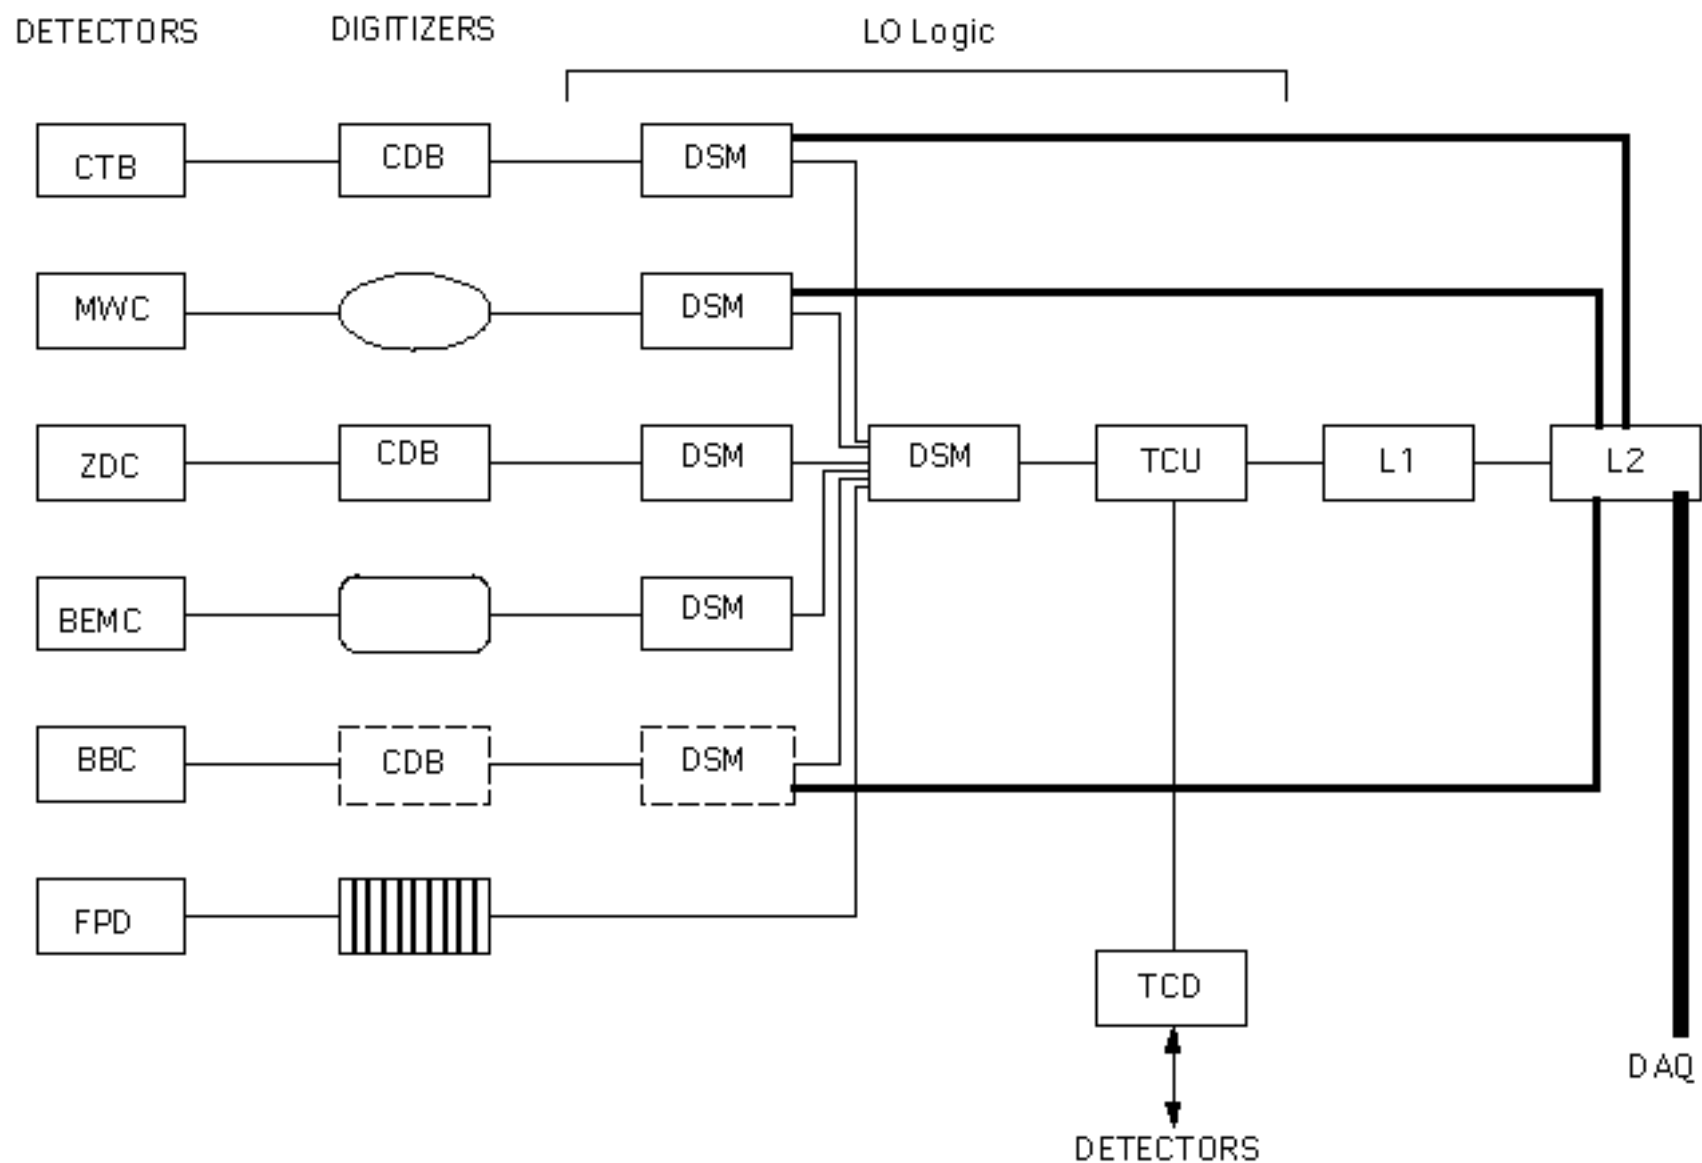 DETECTORS DIGITIZERS LO Logic
CTB CDB DSM
MWC DSM
ZDC CDB DSM DSM TCU L1 L2
BEMC DSM
BBC CDB DSM
FPD
TCD
DAQ
DETECTORS